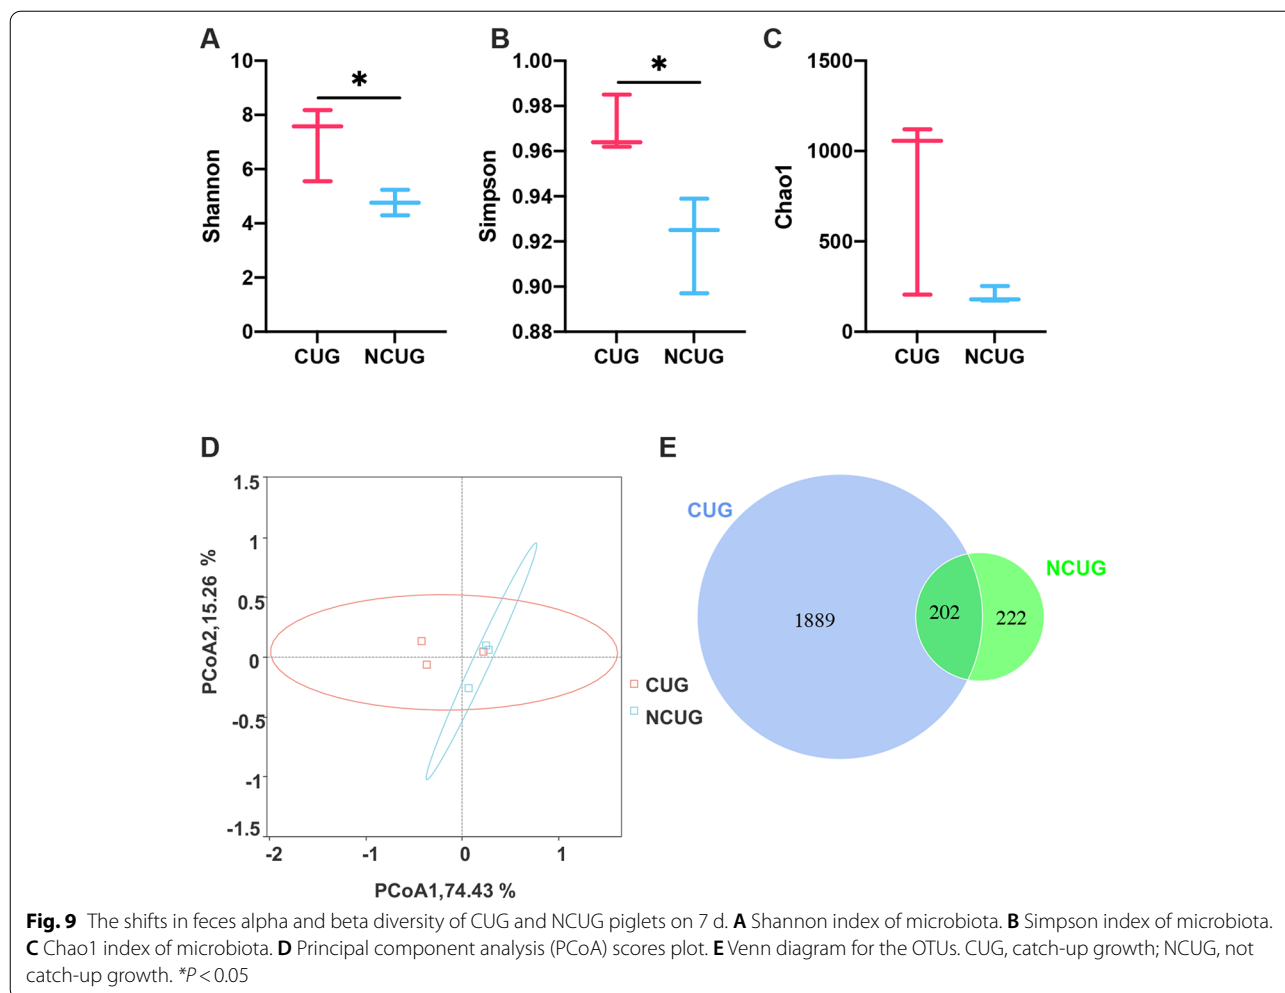 A
10
8
6
4
2
0
Shannon
*
CUG NCUG
B
1.00
0.98
0.96
0.94
0.92
0.90
0.88
Simpson
*
CUG NCUG
C
1500
1000
500
0
Chao1
CUG NCUG
D
1.5
1
0.5
0
-0.5
-1
-1.5
PCoA2,15.26 %
-2 -1 0 1
PCoA1,74.43 %
CUG
NCUG
E
CUG
NCUG
1889
202
222
Fig. 9 The shifts in feces alpha and beta diversity of CUG and NCUG piglets on 7 d. A Shannon index of microbiota. B Simpson index of microbiota.
C Chao1 index of microbiota. D Principal component analysis (PCoA) scores plot. E Venn diagram for the OTUs. CUG, catch-up growth; NCUG, not
catch-up growth. *P < 0.05